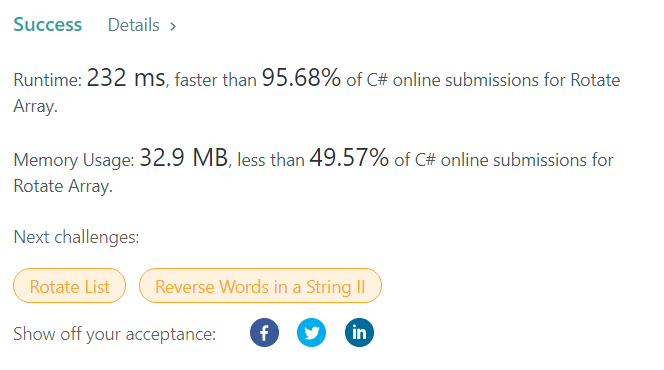 Success Details >
Runtime: 232 ms, faster than 95.68% of C# online submissions for Rotate
Array.
Memory Usage: 32.9 MB, less than 49.57% of C# online submissions for
Rotate Array.
Next challenges:
Rotate List Reverse Words in a String II
Show off your acceptance: f in